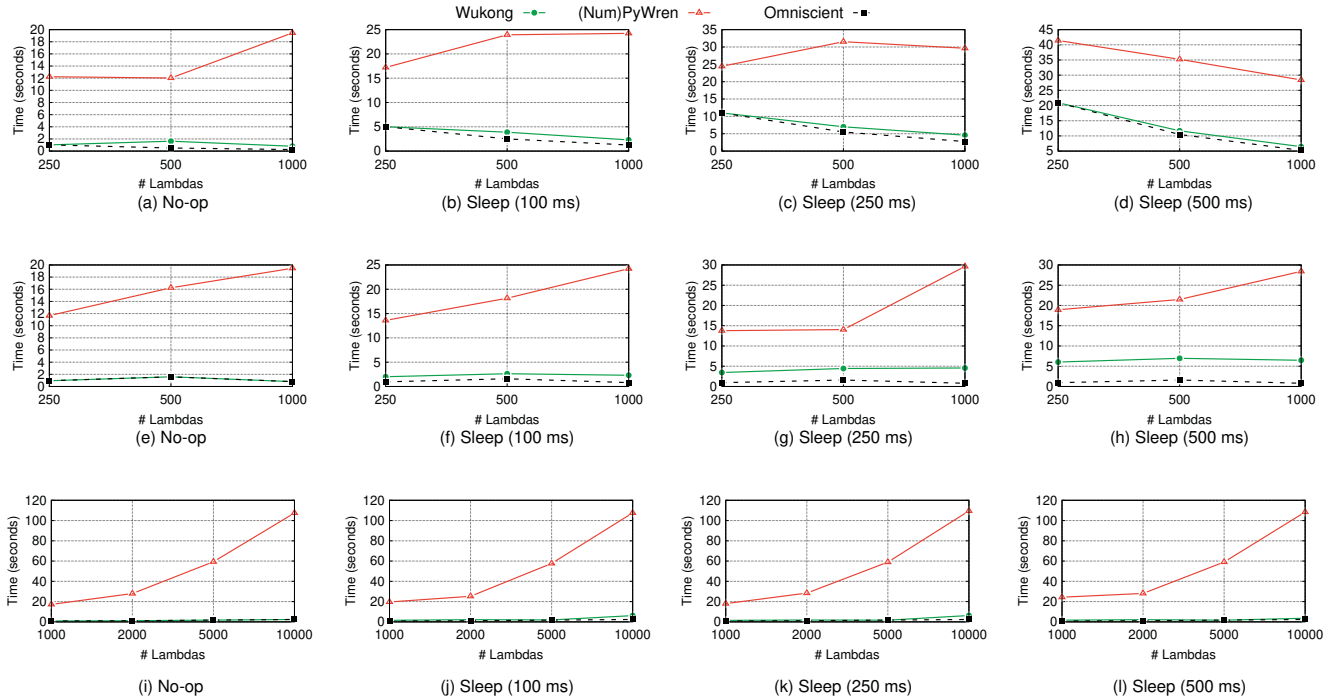 Wukong (Num)PyWren Omniscient
Time (seconds)
20
18
16
14
12
10
8
6
4
2
0
250 500 1000
# Lambdas
(a) No-op
Time (seconds)
25
20
15
10
5
0
250 500 1000
# Lambdas
(b) Sleep (100 ms)
Time (seconds)
35
30
25
20
15
10
5
0
250 500 1000
# Lambdas
(c) Sleep (250 ms)
Time (seconds)
45
40
35
30
25
20
15
10
5
250 500 1000
# Lambdas
(d) Sleep (500 ms)
Time (seconds)
20
18
16
14
12
10
8
6
4
2
0
250 500 1000
# Lambdas
(e) No-op
Time (seconds)
25
20
15
10
5
0
250 500 1000
# Lambdas
(f) Sleep (100 ms)
Time (seconds)
30
25
20
15
10
5
0
250 500 1000
# Lambdas
(g) Sleep (250 ms)
Time (seconds)
30
25
20
15
10
5
0
250 500 1000
# Lambdas
(h) Sleep (500 ms)
Time (seconds)
120
100
80
60
40
20
0
1000 2000 5000 10000
# Lambdas
(i) No-op
Time (seconds)
120
100
80
60
40
20
0
1000 2000 5000 10000
# Lambdas
(j) Sleep (100 ms)
Time (seconds)
120
100
80
60
40
20
0
1000 2000 5000 10000
# Lambdas
(k) Sleep (250 ms)
Time (seconds)
120
100
80
60
40
20
0
1000 2000 5000 10000
# Lambdas
(l) Sleep (500 ms)